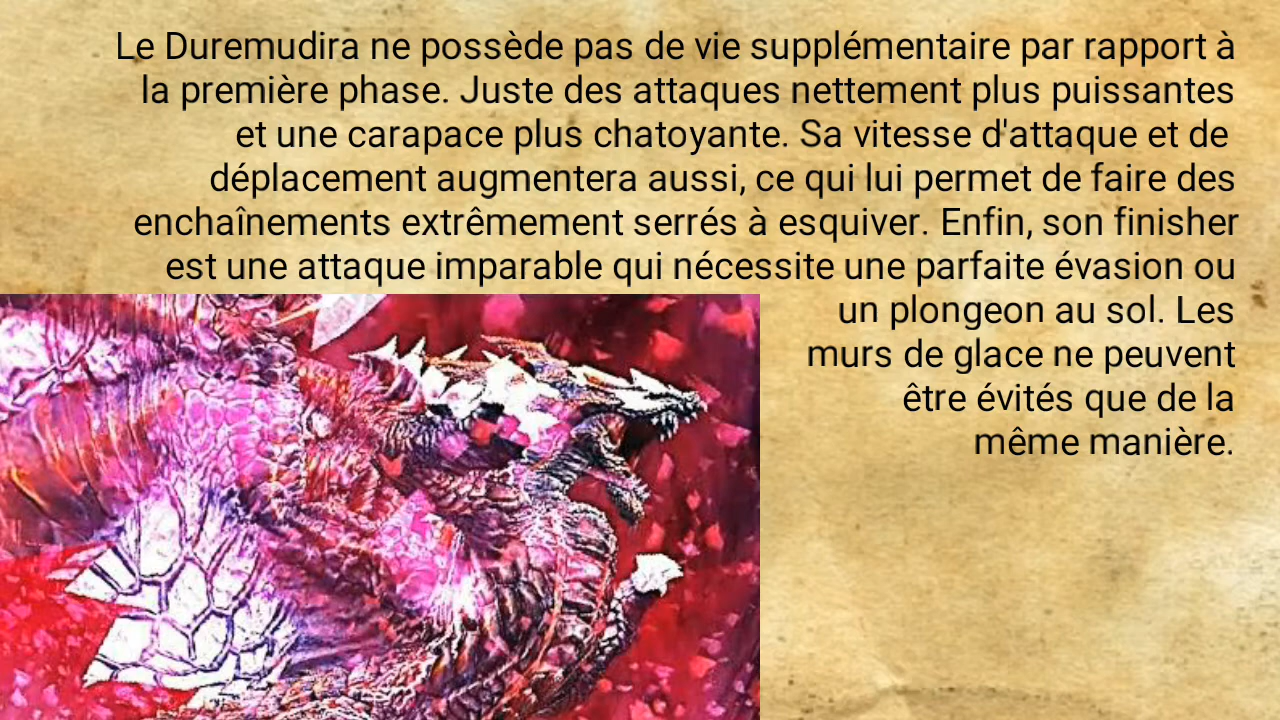 Le Duremudira ne possède pas de vie supplémentaire par rapport à
la première phase. Juste des attaques nettement plus puissantes
et une carapace plus chatoyante. Sa vitesse d'attaque et de
déplacement augmentera aussi, ce qui lui permet de faire des
enchaînements extrêmement serrés à esquiver. Enfin, son finisher
est une attaque imparable qui nécessite une parfaite évasion ou
un plongeon au sol. Les
murs de glace ne peuvent
être évités que de la
même manière.